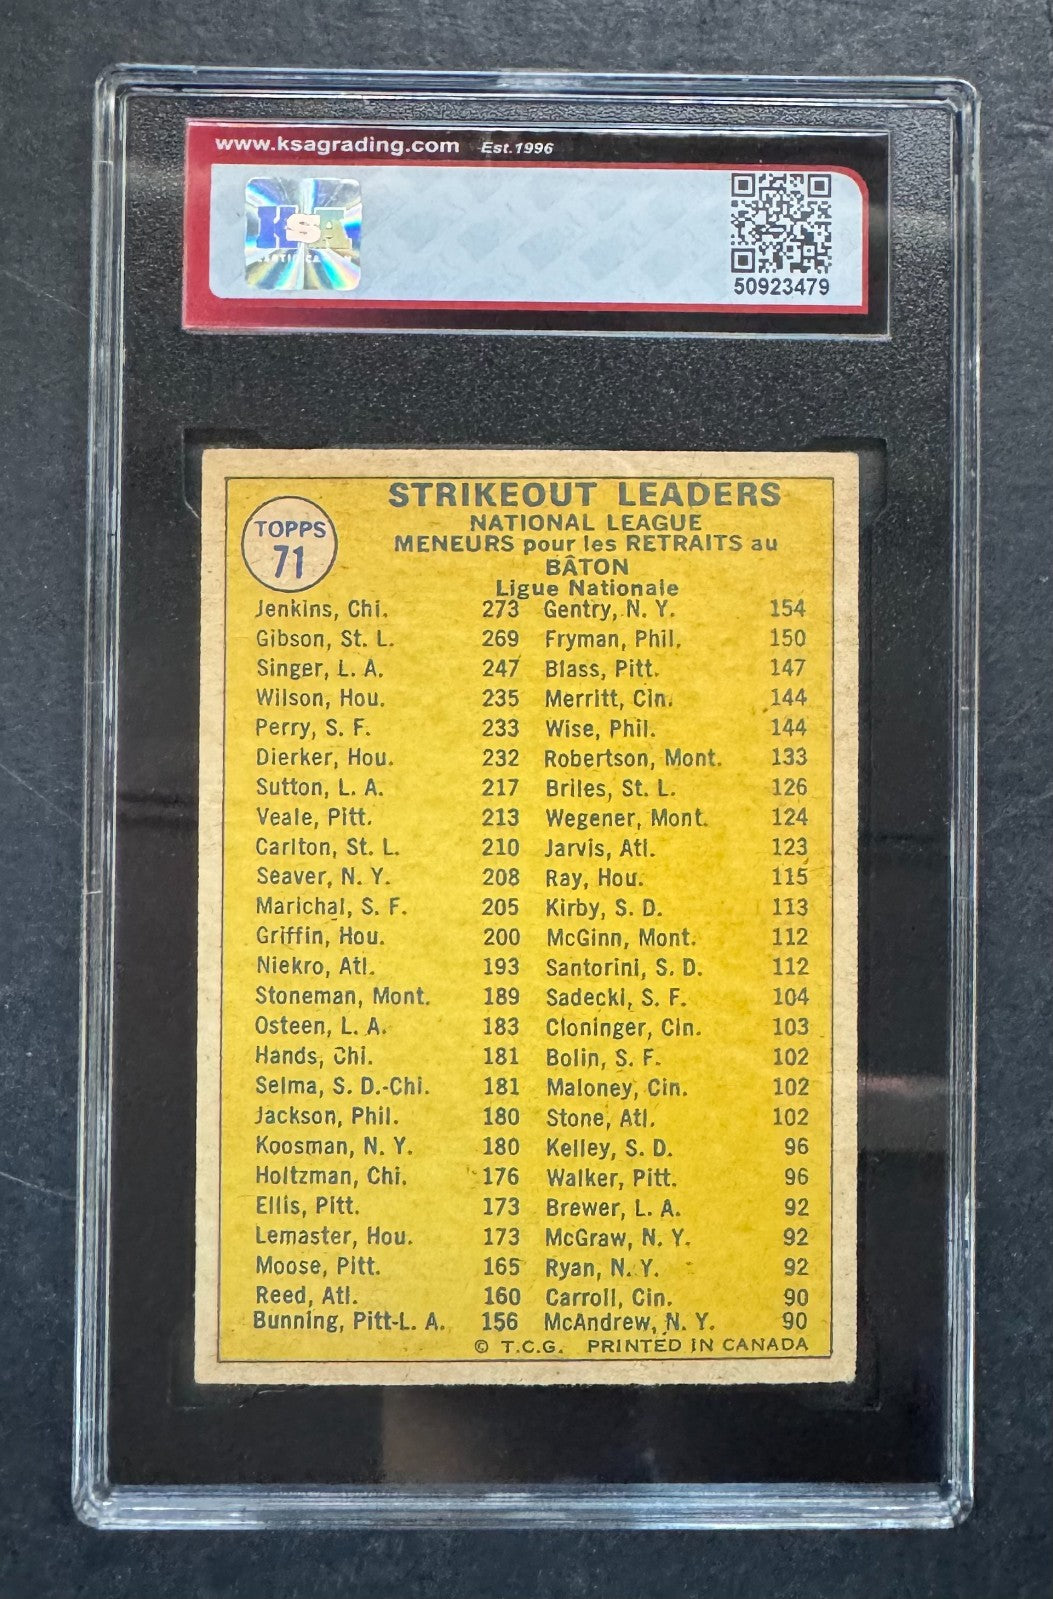 www.ksagrading.com Est.1996
KSA
50923479
STRIKEOUT LEADERS
TOPPS
71
NATIONAL LEAGUE
MENEURS pour les RETRAITS au
BÂTON
Ligue Nationale
Jenkins, Chi. 273 Gentry, N. Y. 154
Gibson, St. L. 269 Fryman, Phil. 150
Singer, L. A. 247 Blass, Pitt. 147
Wilson, Hou. 235 Merritt, Cin. 144
Perry, S. F. 233 Wise, Phil. 144
Dierker, Hou. 232 Robertson, Mont. 133
Sutton, L. A. 217 Briles, St. L. 126
Veale, Pitt. 213 Wegener, Mont. 124
Carlton, St. L. 210 Jarvis, Atl. 123
Seaver, N. Y. 208 Ray, Hou. 115
Marichal, S. F. 205 Kirby, S. D. 113
Griffin, Hou. 200 McGinn, Mont. 112
Niekro, Atl. 193 Santorini, S. D. 112
Stoneman, Mont. 189 Sadecki, S. F. 104
Osteen, L. A. 183 Cloninger, Cin. 103
Hands, Chi. 181 Bolin, S. F. 102
Selma, S. D.-Chi. 181 Maloney, Cin. 102
Jackson, Phil. 180 Stone, Atl. 102
Koosman, N. Y. 180 Kelley, S. D. 96
Holtzman, Chi. 176 Walker, Pitt. 96
Ellis, Pitt. 173 Brewer, L. A. 92
Lemaster, Hou. 173 McGraw, N. Y. 92
Moose, Pitt. 165 Ryan, N. Y. 92
Reed, Atl. 160 Carroll, Cin. 90
Bunning, Pitt-L. A. 156 McAndrew, N. Y. 90
© T.C.G. PRINTED IN CANADA